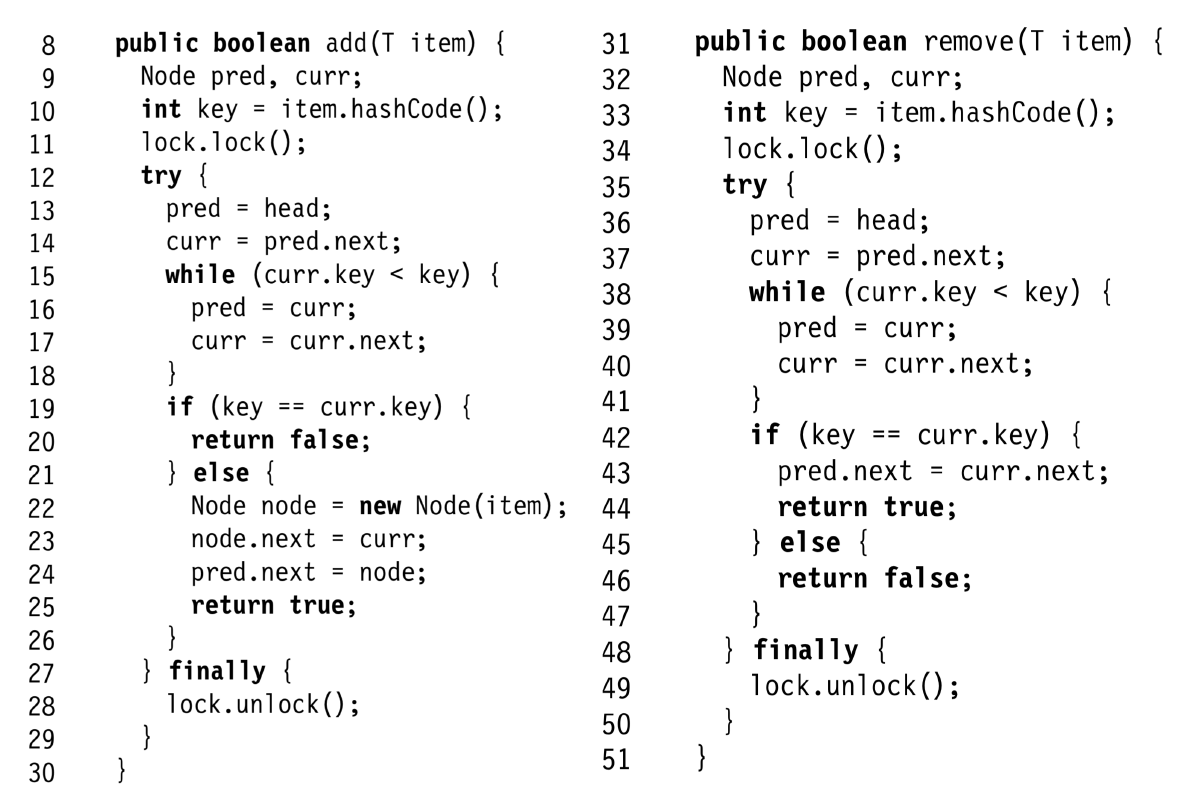 8 public boolean add(T item) {
9 Node pred, curr;
10 int key = item.hashCode();
11 lock.lock();
12 try {
13 pred = head;
14 curr = pred.next;
15 while (curr.key < key) {
16 pred = curr;
17 curr = curr.next;
18 }
19 if (key == curr.key) {
20 return false;
21 } else {
22 Node node = new Node(item);
23 node.next = curr;
24 pred.next = node;
25 return true;
26 }
27 } finally {
28 lock.unlock();
29 }
30 }
31 public boolean remove(T item) {
32 Node pred, curr;
33 int key = item.hashCode();
34 lock.lock();
35 try {
36 pred = head;
37 curr = pred.next;
38 while (curr.key < key) {
39 pred = curr;
40 curr = curr.next;
41 }
42 if (key == curr.key) {
43 pred.next = curr.next;
44 return true;
45 } else {
46 return false;
47 }
48 } finally {
49 lock.unlock();
50 }
51 }